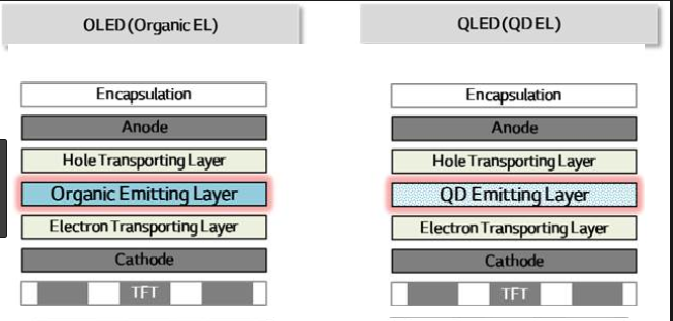 OLED (Organic EL)
Encapsulation
Anode
Hole Transporting Layer
Organic Emitting Layer
Electron Transporting Layer
Cathode
TFT
QLED (QD EL)
Encapsulation
Anode
Hole Transporting Layer
QD Emitting Layer
Electron Transporting Layer
Cathode
TFT